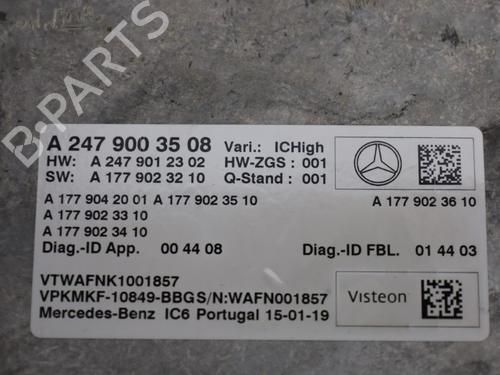 A 247 900 35 08 Vari.: ICHigh
HW: A 247 901 23 02 HW-ZGS : 001
SW: A 177 902 32 10 Q-Stand : 001
A 177 904 20 01 A 177 902 35 10 A 177 902 36 10
A 177 902 33 10
A 177 902 34 10
Diag.-ID App. 00 44 08 Diag.-ID FBL. 01 44 03
VTWAFNK1001857
VPKMKF-10849-BBGS/N:WAFN001857
Mercedes-Benz IC6 Portugal 15-01-19
Visteon
B-PARTS